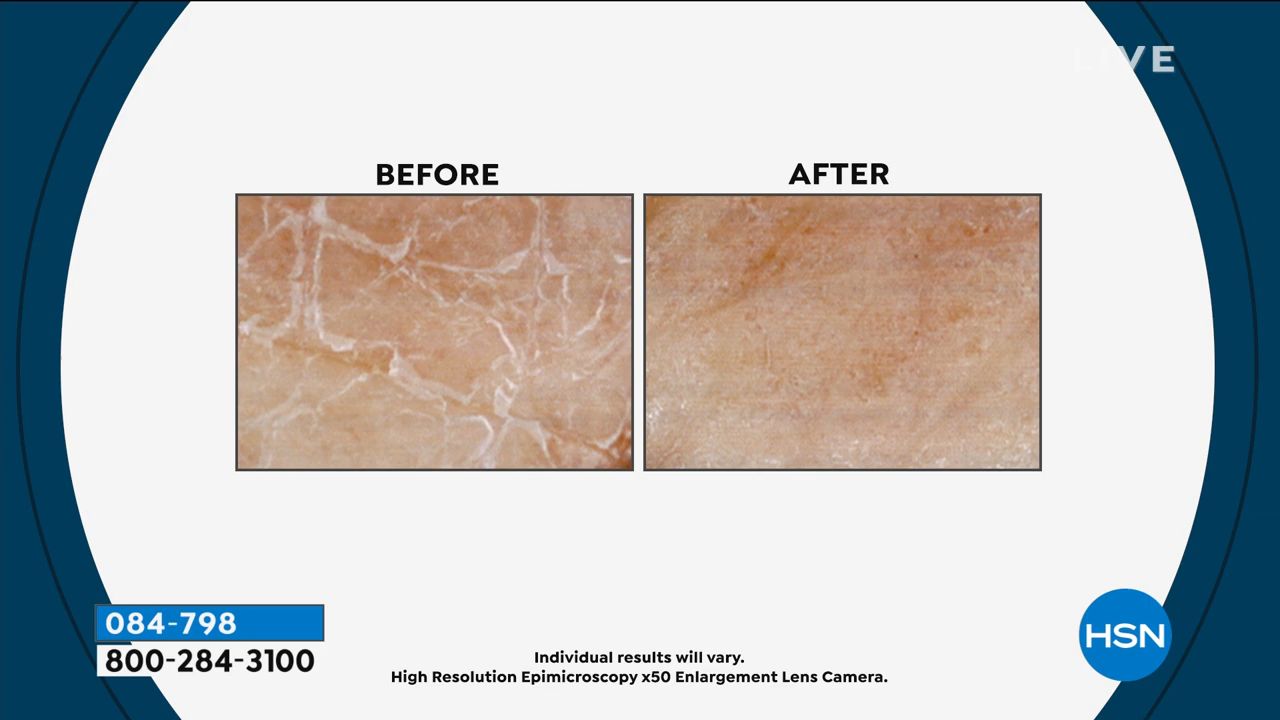 LIVE
BEFORE
AFTER
084-798
800-284-3100
Individual results will vary.
High Resolution Epimicroscopy x50 Enlargement Lens Camera.
HSN